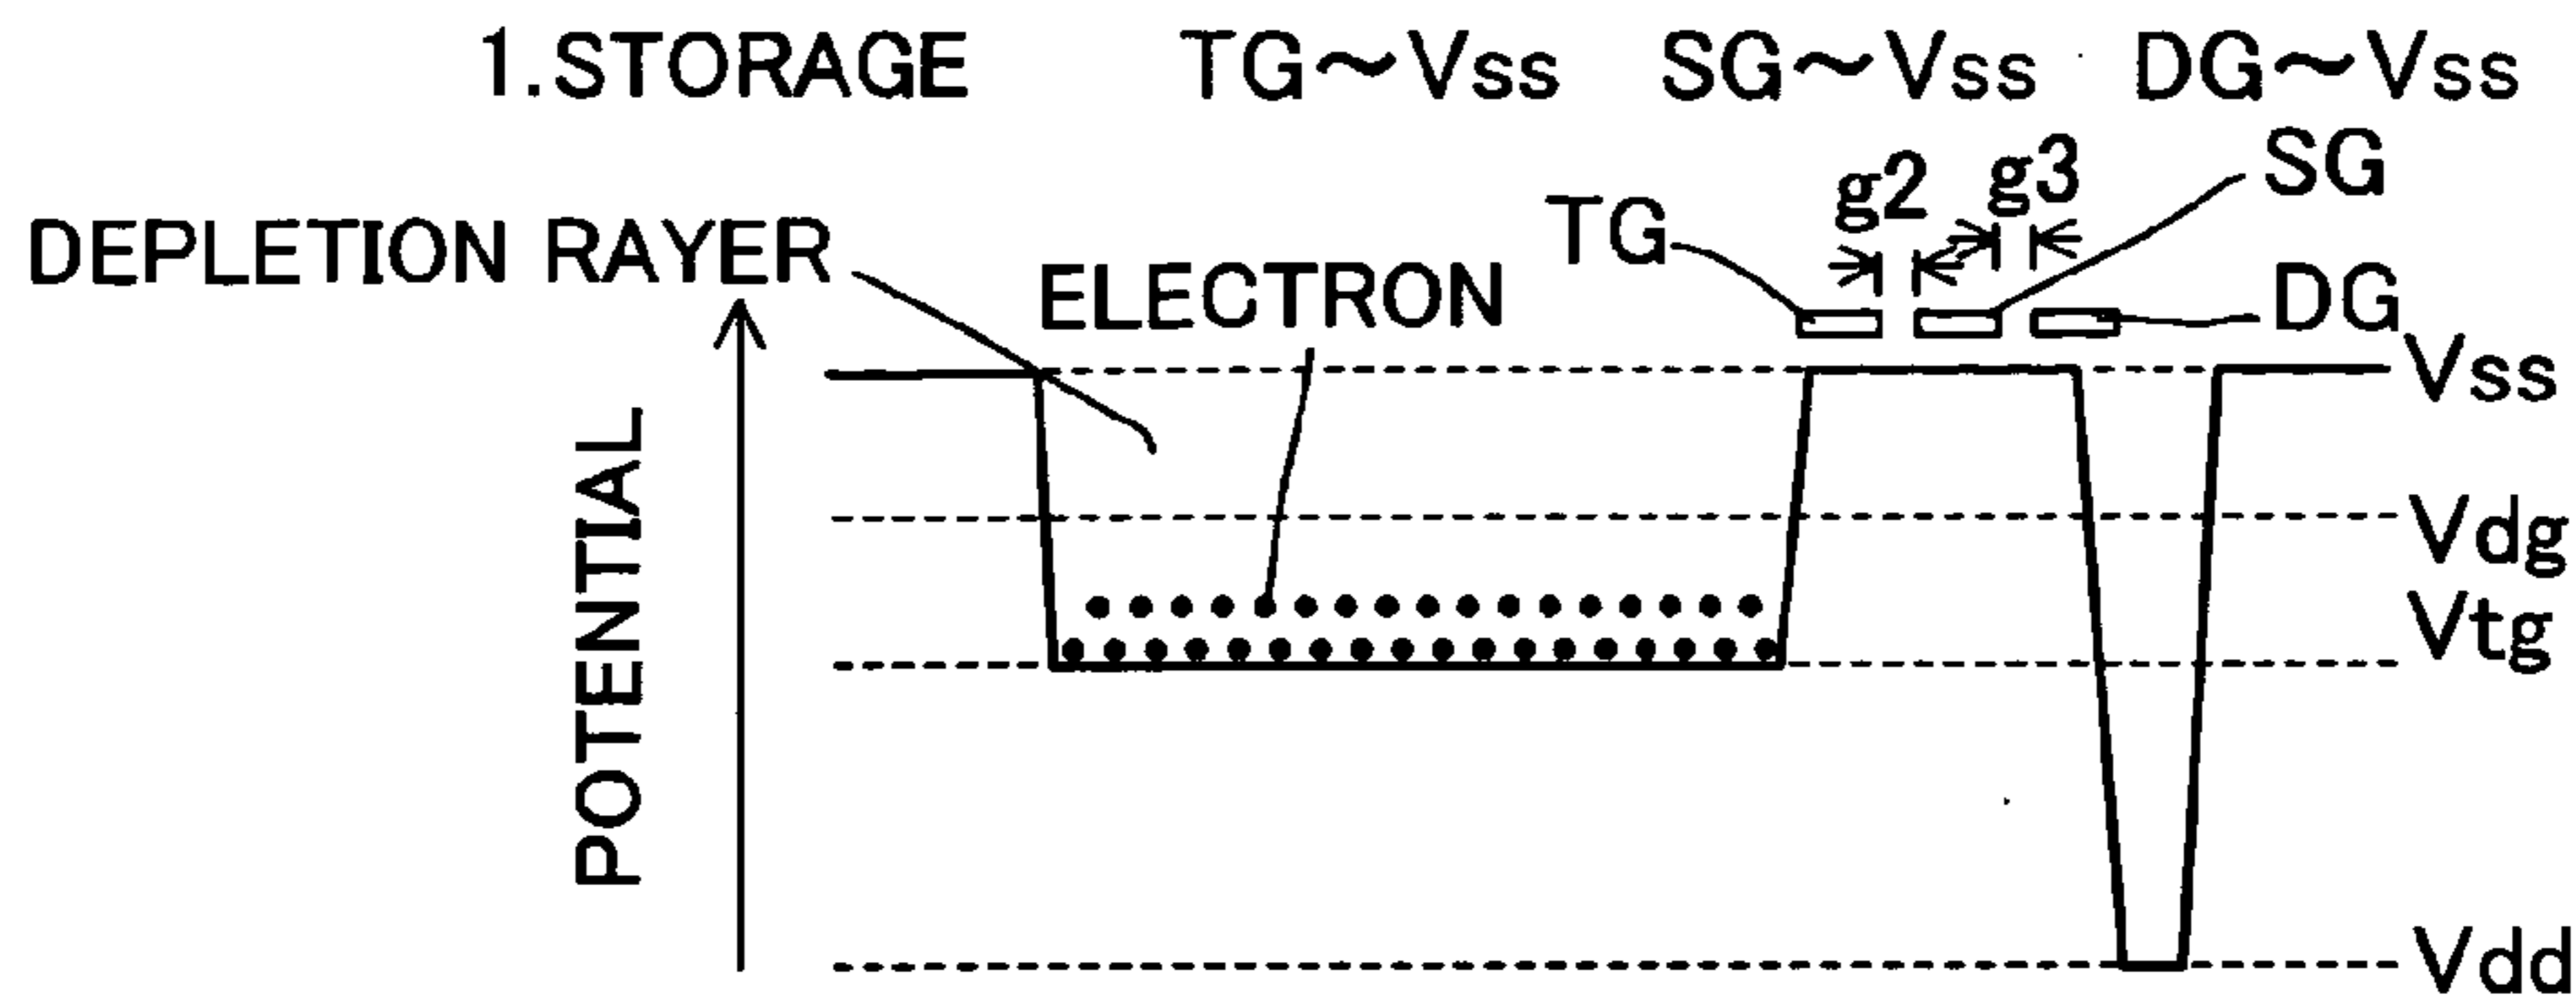 1.STORAGE TG~Vss SG~Vss DG~Vss
SG
g2 g3
TG
DEPLETION RAYER
ELECTRON
DG
Vss
Vdg
Vtg
POTENTIAL
Vdd